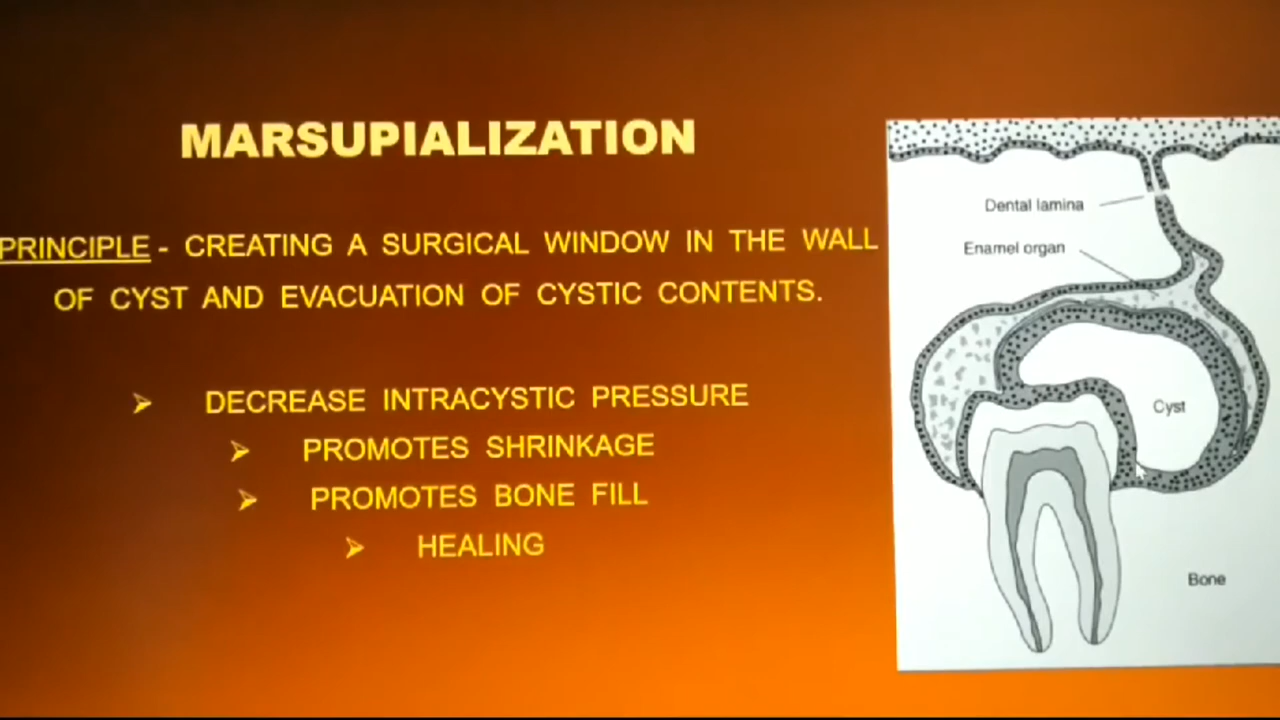 MARSUPIALIZATION
PRINCIPLE - CREATING A SURGICAL WINDOW IN THE WALL
OF CYST AND EVACUATION OF CYSTIC CONTENTS.
DECREASE INTRACYSTIC PRESSURE
PROMOTES SHRINKAGE
PROMOTES BONE FILL
HEALING
Dental lamina
Enamel organ
Cyst
Bone